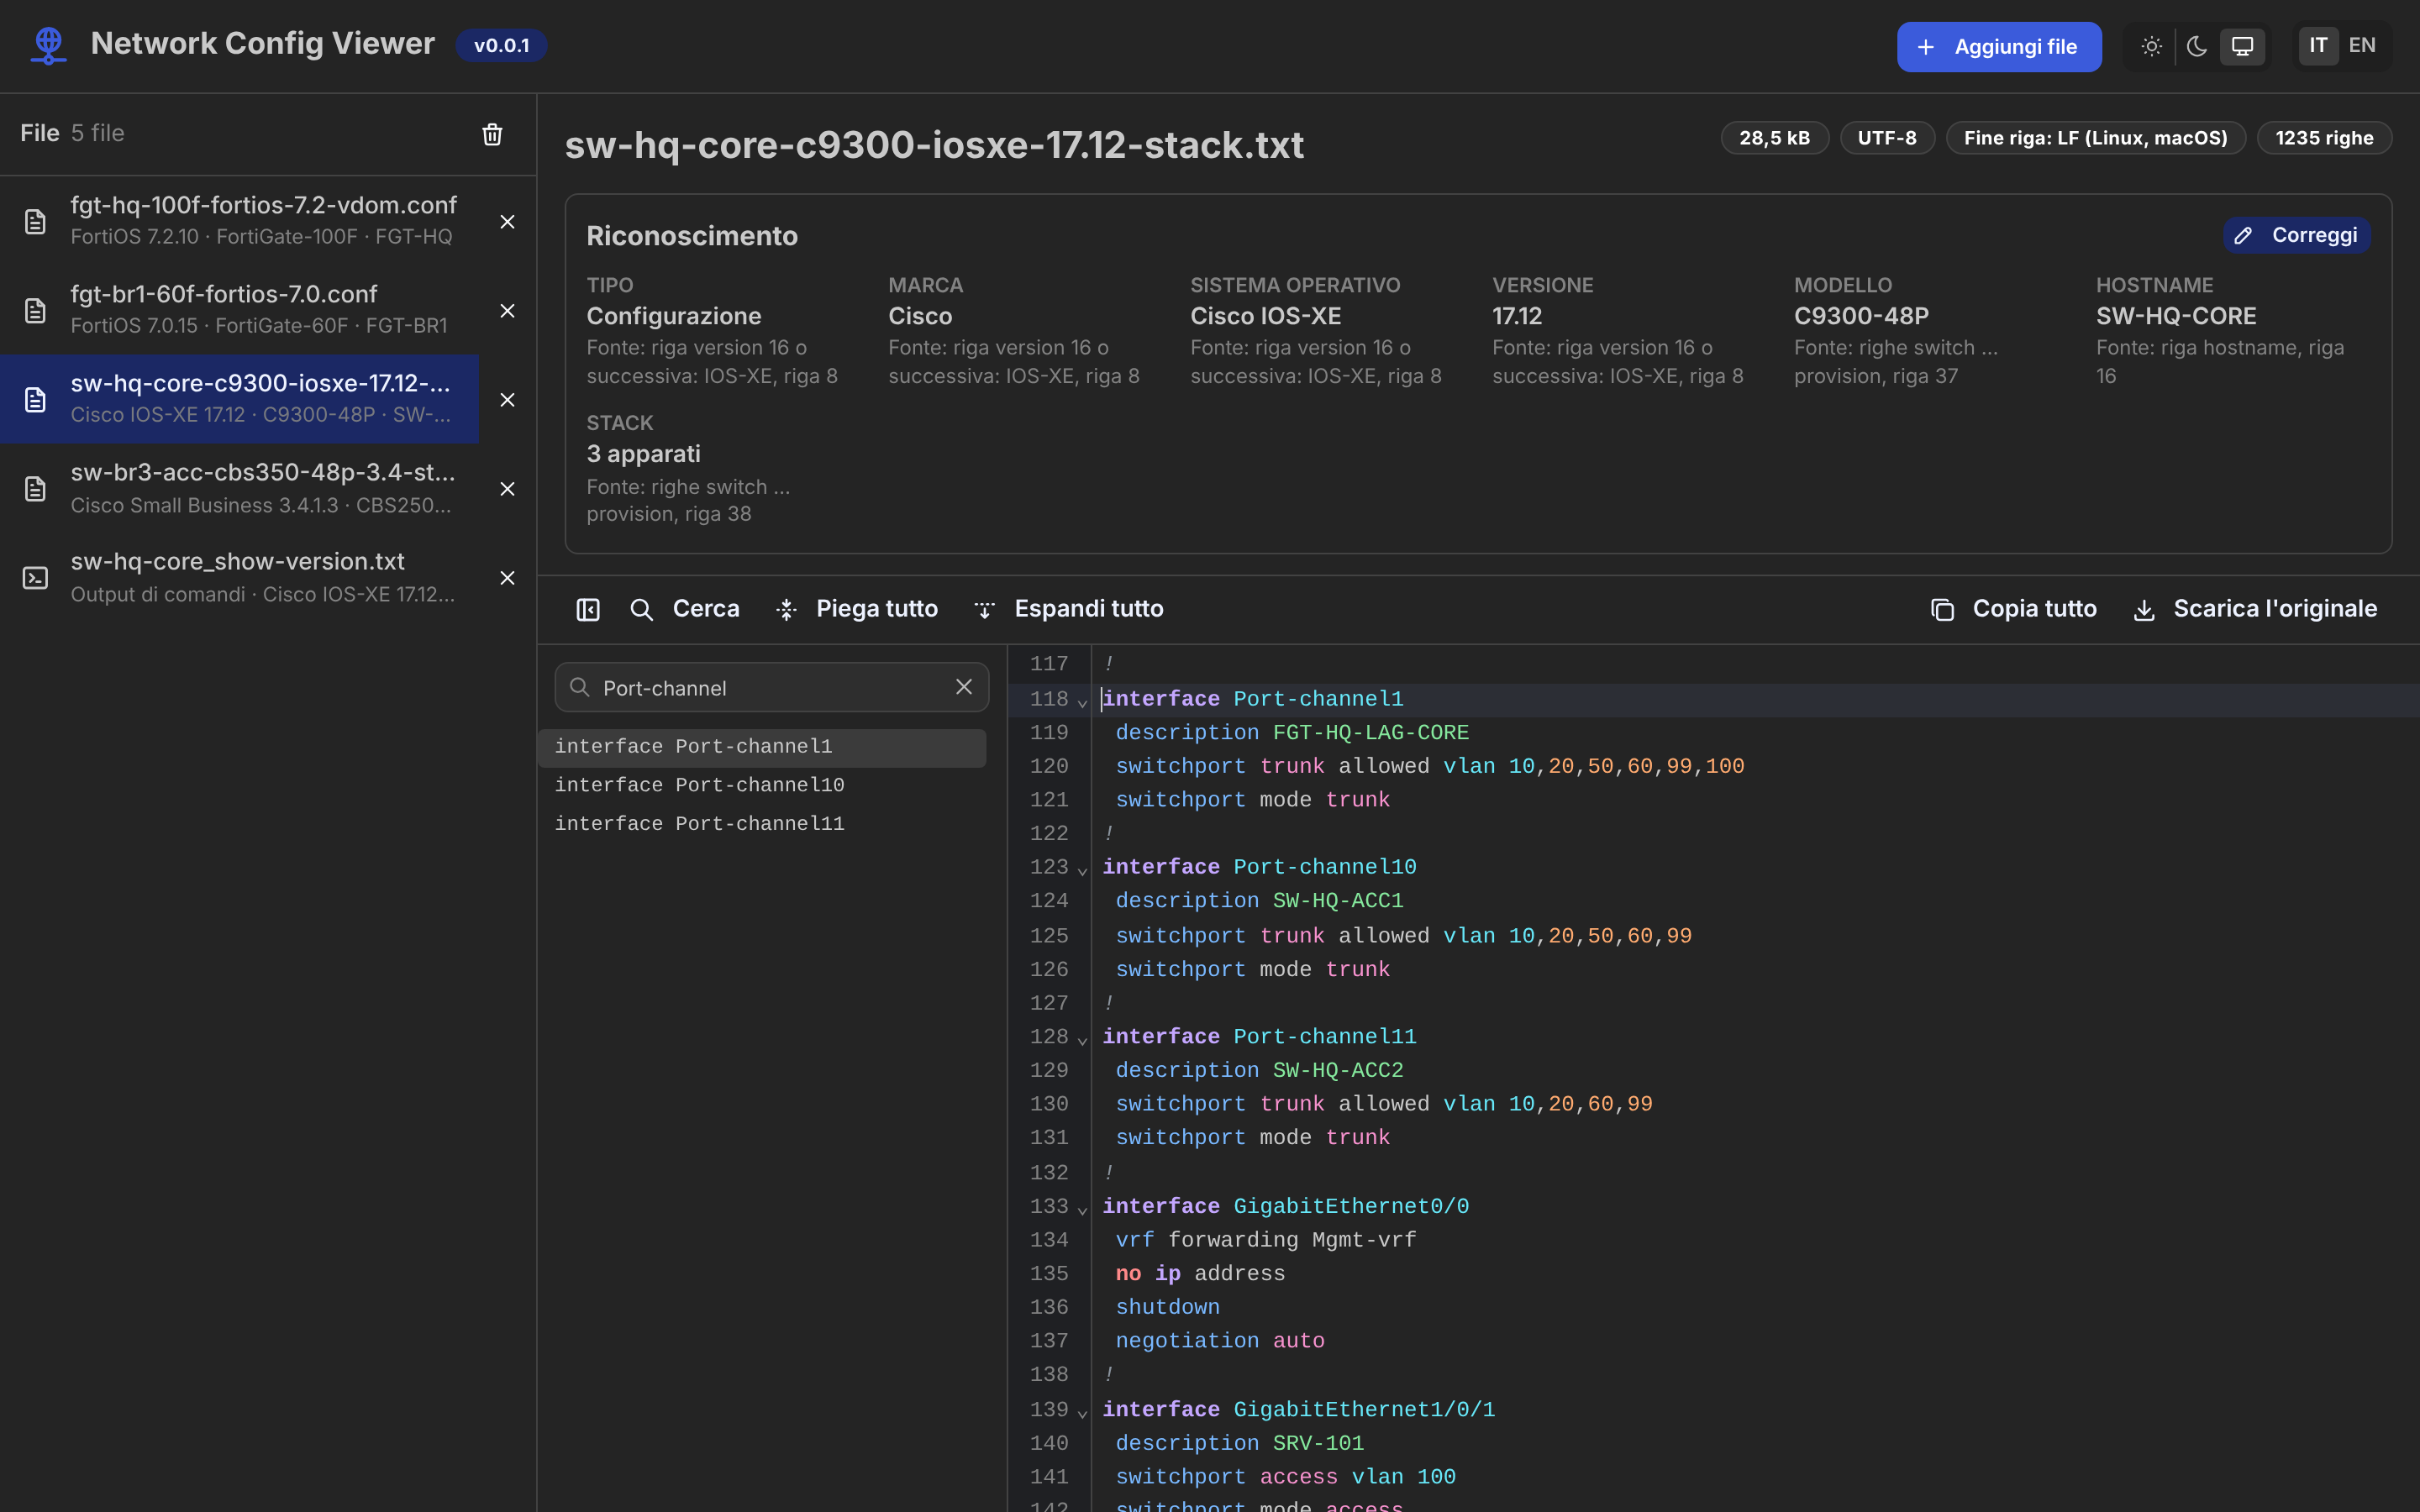 Network Config Viewer v0.0.1
Aggiungi file
IT EN
File 5 file
fgt-hq-100f-fortios-7.2-vdom.conf
FortiOS 7.2.10 · FortiGate-100F · FGT-HQ
fgt-br1-60f-fortios-7.0.conf
FortiOS 7.0.15 · FortiGate-60F · FGT-BR1
sw-hq-core-c9300-iosxe-17.12-...
Cisco IOS-XE 17.12 · C9300-48P · SW-...
sw-br3-acc-cbs350-48p-3.4-st...
Cisco Small Business 3.4.1.3 · CBS250...
sw-hq-core_show-version.txt
Output di comandi · Cisco IOS-XE 17.12...
sw-hq-core-c9300-iosxe-17.12-stack.txt
28,5 kB UTF-8 Fine riga: LF (Linux, macOS) 1235 righe
Riconoscimento
Correggi
TIPO
Configurazione
Fonte: riga version 16 o
successiva: IOS-XE, riga 8
MARCA
Cisco
Fonte: riga version 16 o
successiva: IOS-XE, riga 8
SISTEMA OPERATIVO
Cisco IOS-XE
Fonte: riga version 16 o
successiva: IOS-XE, riga 8
VERSIONE
17.12
Fonte: riga version 16 o
successiva: IOS-XE, riga 8
MODELLO
C9300-48P
Fonte: righe switch ...
provision, riga 37
HOSTNAME
SW-HQ-CORE
Fonte: riga hostname, riga
16
STACK
3 apparati
Fonte: righe switch ...
provision, riga 38
Cerca Piega tutto Espandi tutto Copia tutto Scarica l'originale
Port-channel
interface Port-channel1
interface Port-channel10
interface Port-channel11
117 !
118 interface Port-channel1
119 description FGT-HQ-LAG-CORE
120 switchport trunk allowed vlan 10,20,50,60,99,100
121 switchport mode trunk
122 !
123 interface Port-channel10
124 description SW-HQ-ACC1
125 switchport trunk allowed vlan 10,20,50,60,99
126 switchport mode trunk
127 !
128 interface Port-channel11
129 description SW-HQ-ACC2
130 switchport trunk allowed vlan 10,20,60,99
131 switchport mode trunk
132 !
133 interface GigabitEthernet0/0
134 vrf forwarding Mgmt-vrf
135 no ip address
136 shutdown
137 negotiation auto
138 !
139 interface GigabitEthernet1/0/1
140 description SRV-101
141 switchport access vlan 100
142 switchport mode access